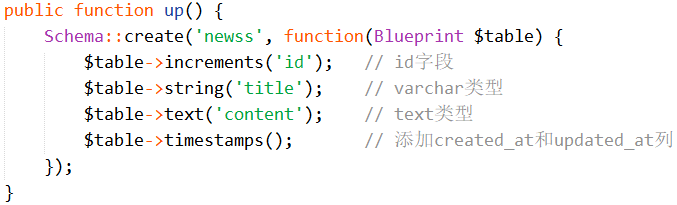 public function up() {
    Schema::create('newss', function(Blueprint $table) {
        $table->increments('id');   // id字段
        $table->string('title');    // varchar类型
        $table->text('content');    // text类型
        $table->timestamps();       // 添加created_at和updated_at列
    });
}